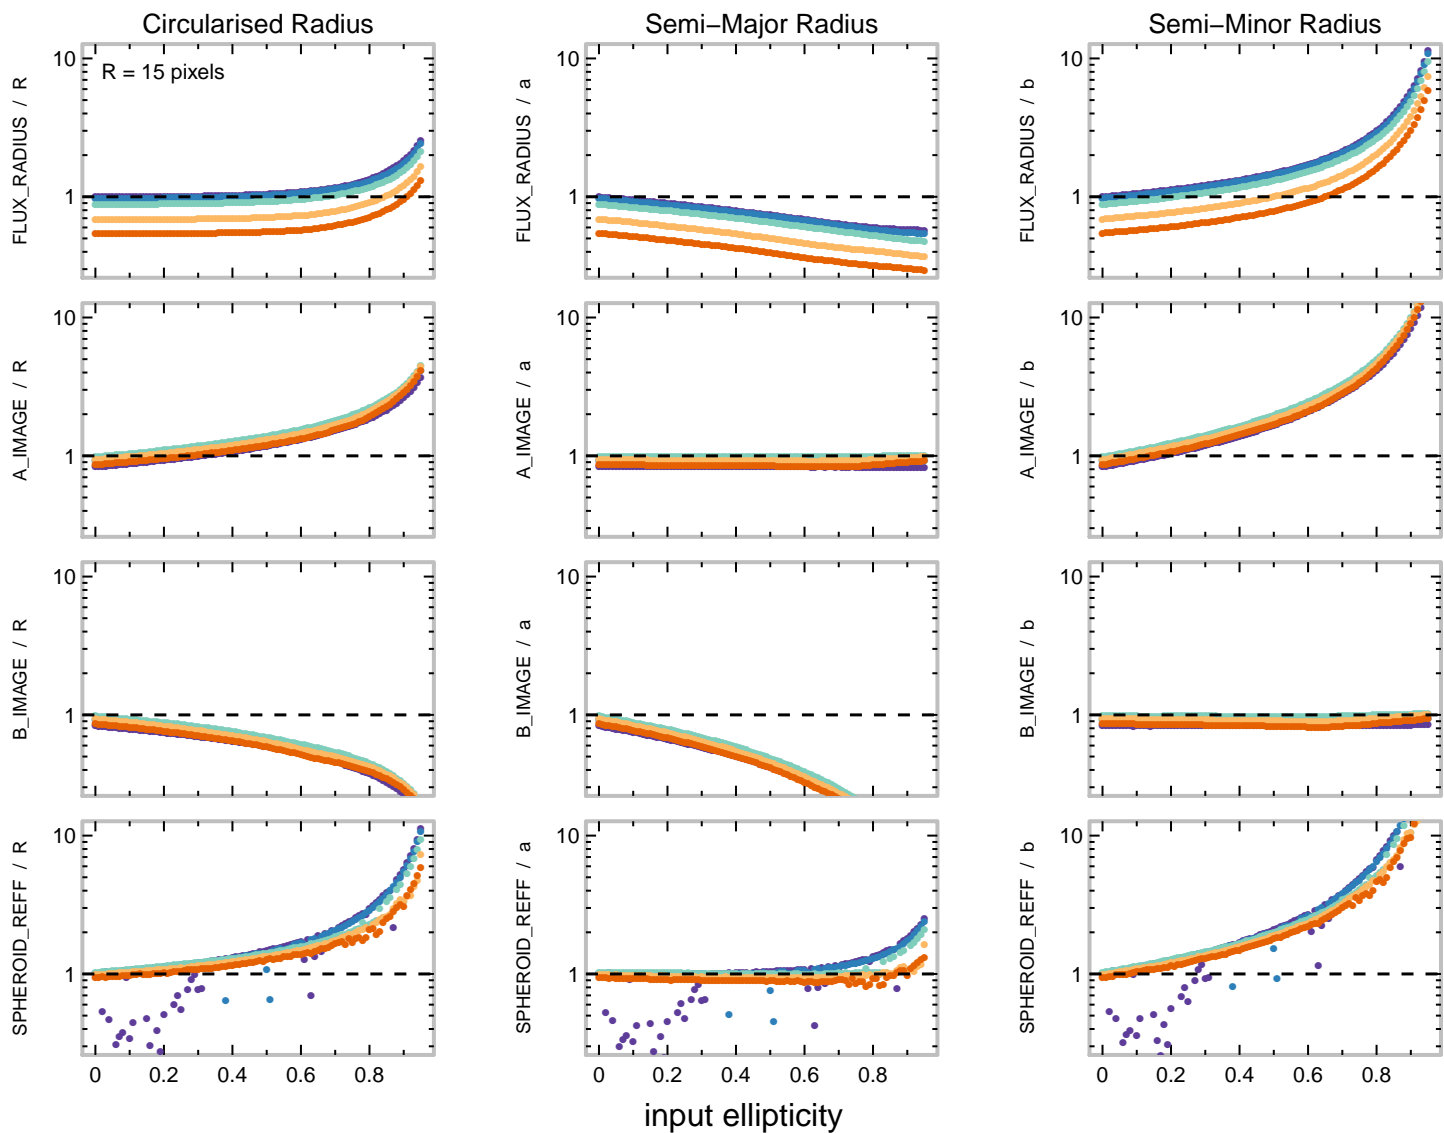 Circularised Radius
Semi−Major Radius
Semi−Minor Radius
R = 15 pixels
FLUX_RADIUS / R
10
1
FLUX_RADIUS / a
10
1
FLUX_RADIUS / b
10
1
A_IMAGE / R
10
1
A_IMAGE / a
10
1
A_IMAGE / b
10
1
B_IMAGE / R
10
1
B_IMAGE / a
10
1
B_IMAGE / b
10
1
SPHEROID_REFF / R
10
1
SPHEROID_REFF / a
10
1
SPHEROID_REFF / b
10
1
0 0.2 0.4 0.6 0.8
0 0.2 0.4 0.6 0.8
0 0.2 0.4 0.6 0.8
input ellipticity